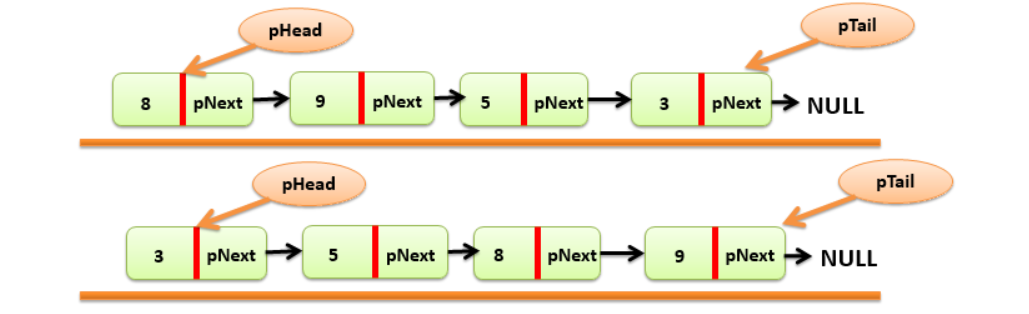 pHead
pTail
8 pNext 9 pNext 5 pNext 3 pNext NULL
pHead
pTail
3 pNext 5 pNext 8 pNext 9 pNext NULL